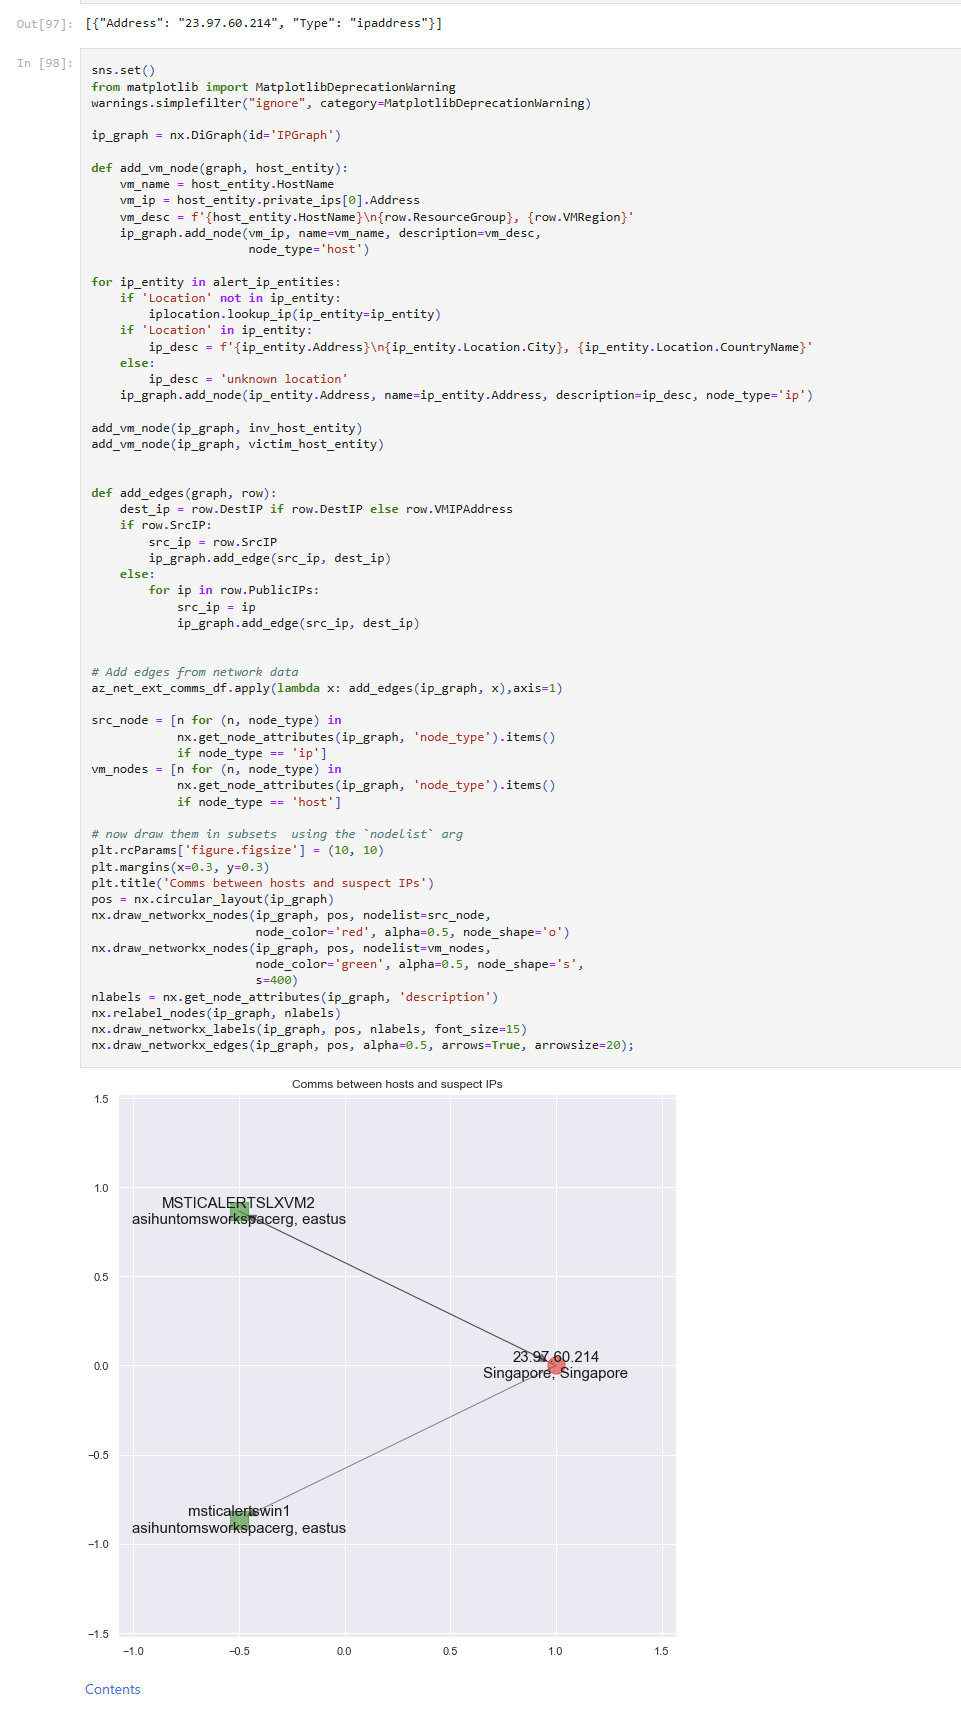 Out[97]: [{"Address": "23.97.60.214", "Type": "ipaddress"}]
In [98]:
sns.set()
from matplotlib import MatplotlibDeprecationWarning
warnings.simplefilter("ignore", category=MatplotlibDeprecationWarning)

ip_graph = nx.DiGraph(id='IPGraph')

def add_vm_node(graph, host_entity):
    vm_name = host_entity.HostName
    vm_ip = host_entity.private_ips[0].Address
    vm_desc = f'{host_entity.HostName}\n{row.ResourceGroup}, {row.VMRegion}'
    ip_graph.add_node(vm_ip, name=vm_name, description=vm_desc,
                      node_type='host')

for ip_entity in alert_ip_entities:
    if 'Location' not in ip_entity:
        iplocation.lookup_ip(ip_entity=ip_entity)
    if 'Location' in ip_entity:
        ip_desc = f'{ip_entity.Address}\n{ip_entity.Location.City}, {ip_entity.Location.CountryName}'
    else:
        ip_desc = 'unknown location'
    ip_graph.add_node(ip_entity.Address, name=ip_entity.Address, description=ip_desc, node_type='ip')

add_vm_node(ip_graph, inv_host_entity)
add_vm_node(ip_graph, victim_host_entity)

def add_edges(graph, row):
    dest_ip = row.DestIP if row.DestIP else row.VMIPAddress
    if row.SrcIP:
        src_ip = row.SrcIP
        ip_graph.add_edge(src_ip, dest_ip)
    else:
        for ip in row.PublicIPs:
            src_ip = ip
            ip_graph.add_edge(src_ip, dest_ip)

# Add edges from network data
az_net_ext_comms_df.apply(lambda x: add_edges(ip_graph, x),axis=1)

src_node = [n for (n, node_type) in
            nx.get_node_attributes(ip_graph, 'node_type').items()
            if node_type == 'ip']
vm_nodes = [n for (n, node_type) in
            nx.get_node_attributes(ip_graph, 'node_type').items()
            if node_type == 'host']

# now draw them in subsets  using the `nodelist` arg
plt.rcParams['figure.figsize'] = (10, 10)
plt.margins(x=0.3, y=0.3)
plt.title('Comms between hosts and suspect IPs')
pos = nx.circular_layout(ip_graph)
nx.draw_networkx_nodes(ip_graph, pos, nodelist=src_node,
                       node_color='red', alpha=0.5, node_shape='o')
nx.draw_networkx_nodes(ip_graph, pos, nodelist=vm_nodes,
                       node_color='green', alpha=0.5, node_shape='s',
                       s=400)
nlabels = nx.get_node_attributes(ip_graph, 'description')
nx.relabel_nodes(ip_graph, nlabels)
nx.draw_networkx_labels(ip_graph, pos, nlabels, font_size=15)
nx.draw_networkx_edges(ip_graph, pos, alpha=0.5, arrows=True, arrowsize=20);
Comms between hosts and suspect IPs
1.5
1.0
MSTICALERTSLXVM2
asihuntomsworkspacerg, eastus
0.5
23.97.60.214
0.0
Singapore, Singapore
−0.5
msticalertswin1
asihuntomsworkspacerg, eastus
−1.0
−1.5
−1.0 −0.5 0.0 0.5 1.0 1.5
Contents